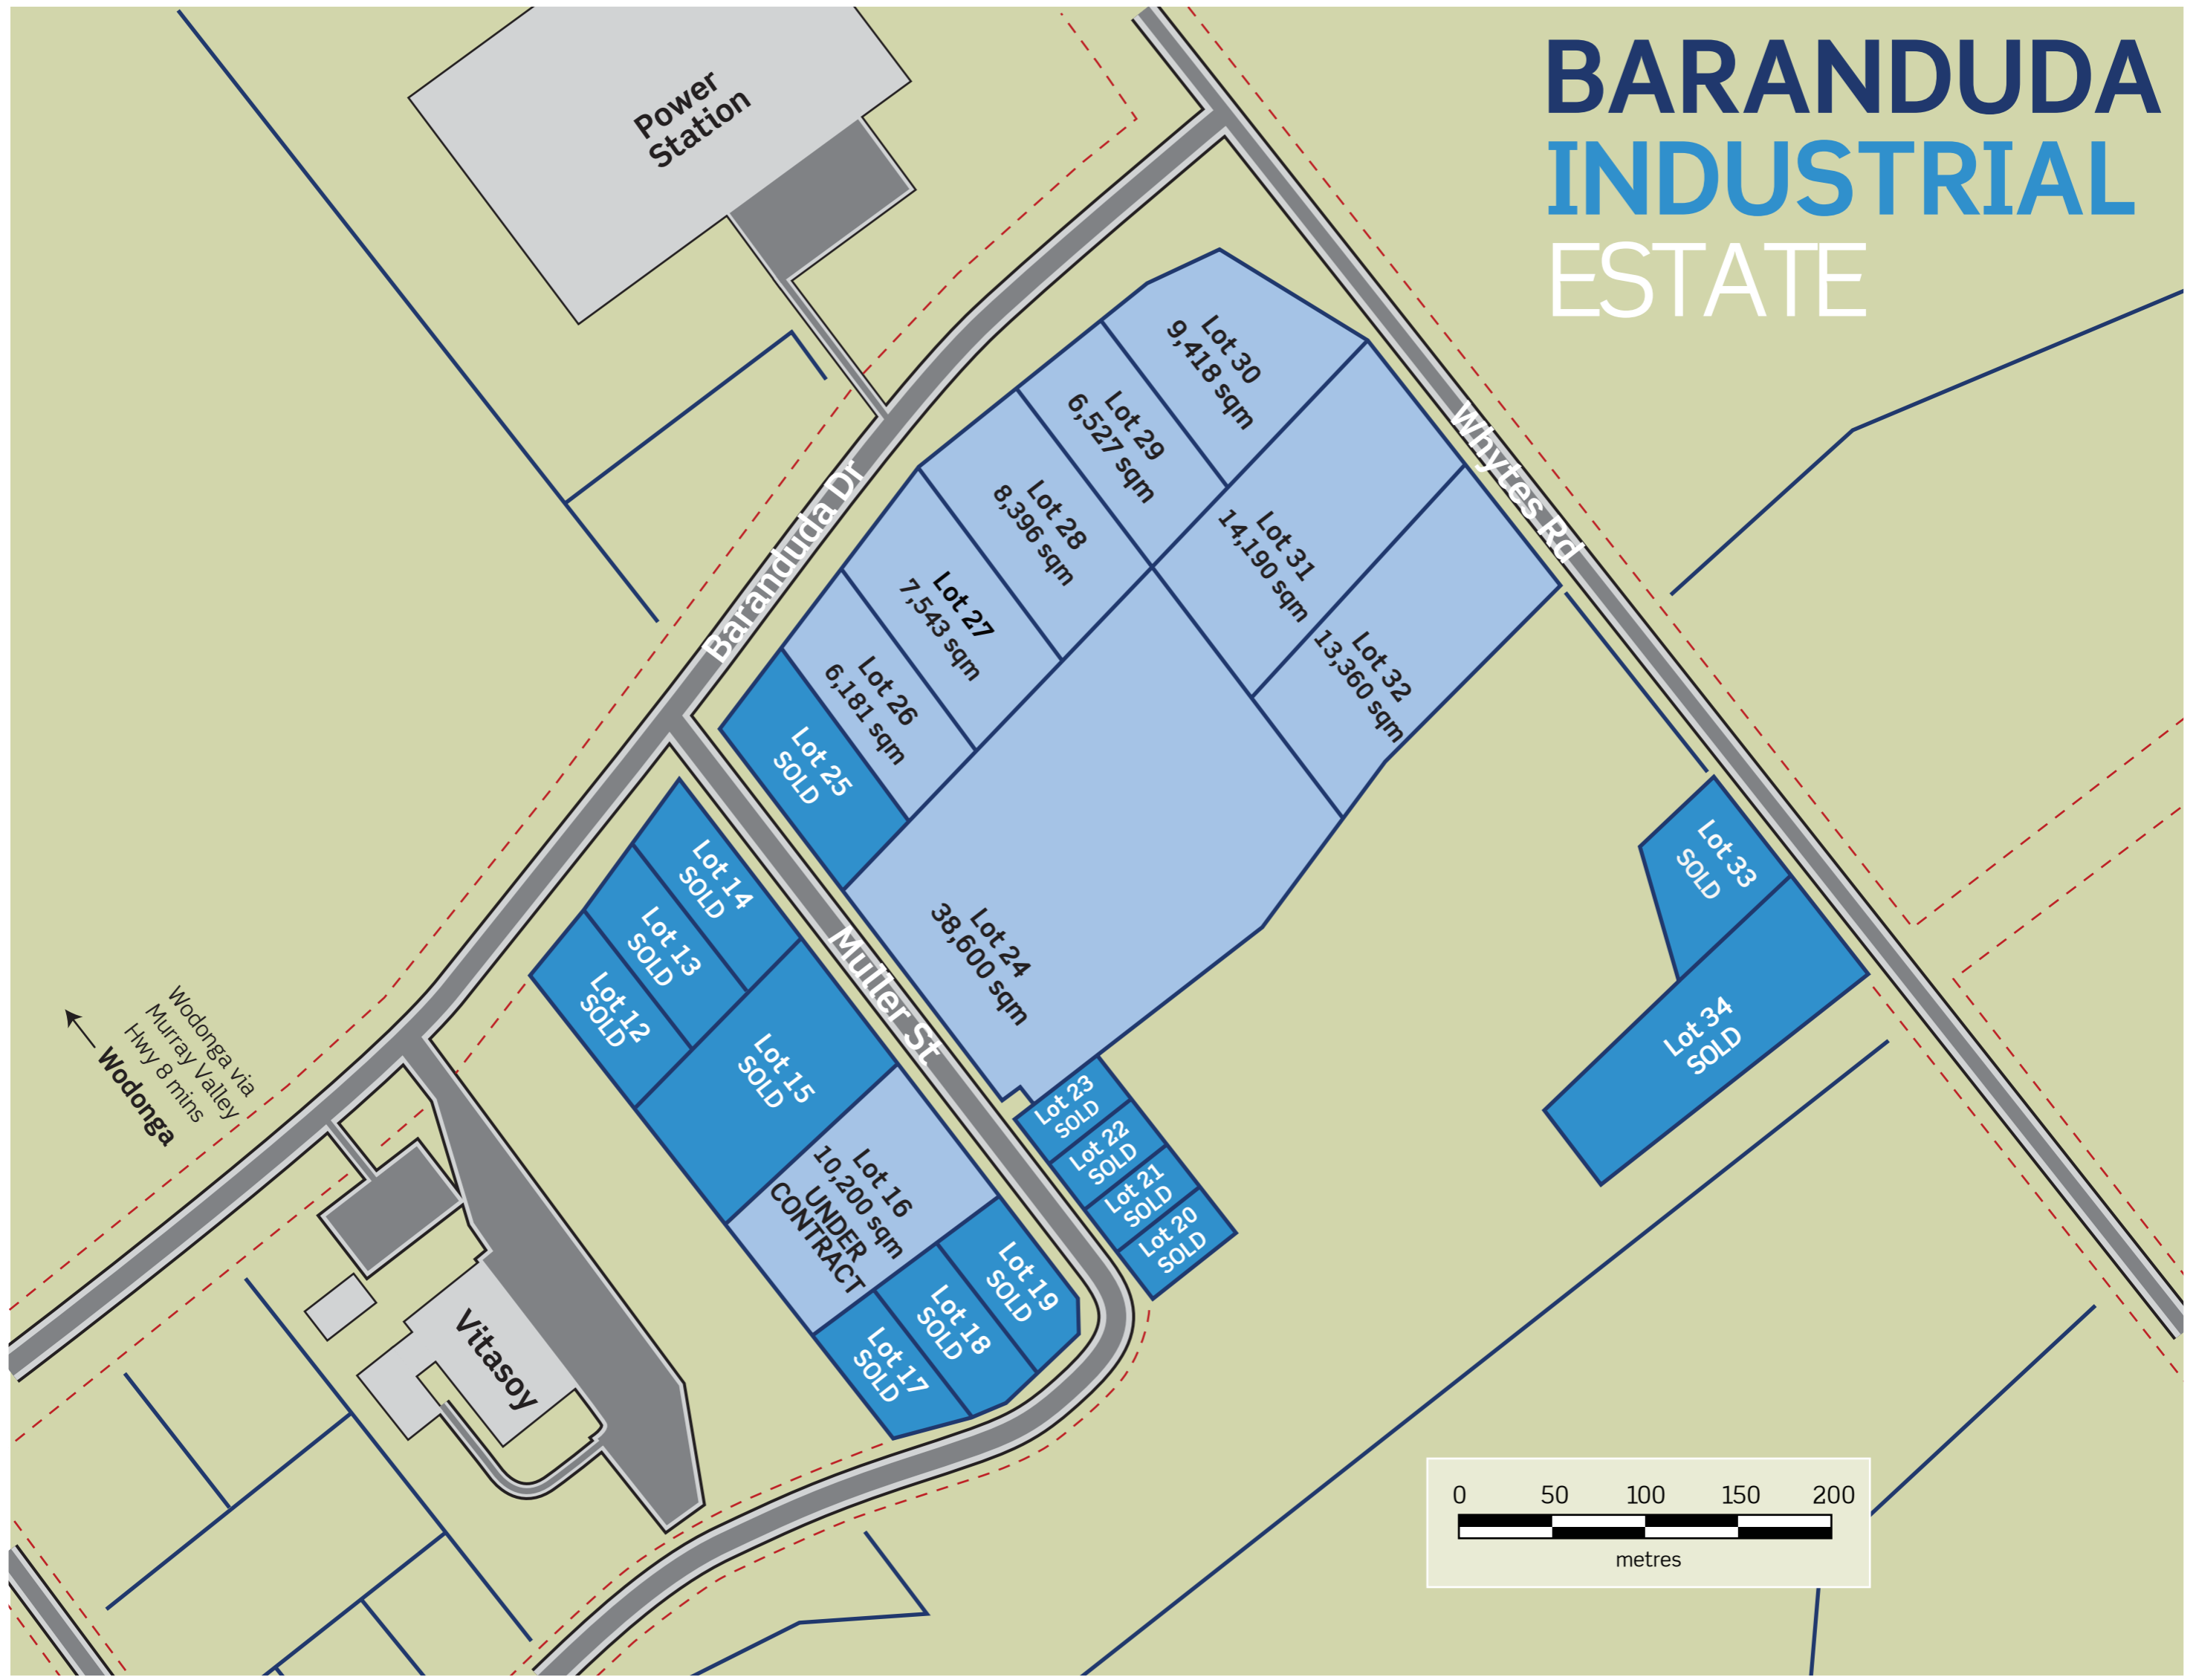 BARANDUDA
INDUSTRIAL
ESTATE
Power
Station
Baranduda Dr
Whytes Rd
Muller St
Lot 30
9,418 sqm
Lot 29
6,527 sqm
Lot 28
8,396 sqm
Lot 27
7,543 sqm
Lot 26
6,181 sqm
Lot 25
SOLD
Lot 31
14,190 sqm
Lot 32
13,360 sqm
Lot 24
38,600 sqm
Lot 33
SOLD
Lot 34
SOLD
Lot 14
SOLD
Lot 13
SOLD
Lot 12
SOLD
Lot 15
SOLD
Lot 16
10,200 sqm
UNDER
CONTRACT
Lot 23
SOLD
Lot 22
SOLD
Lot 21
SOLD
Lot 20
SOLD
Lot 19
SOLD
Lot 18
SOLD
Lot 17
SOLD
Wodonga via
Murray Valley
Hwy 8 mins
Wodonga
Vitasoy
0 50 100 150 200
metres